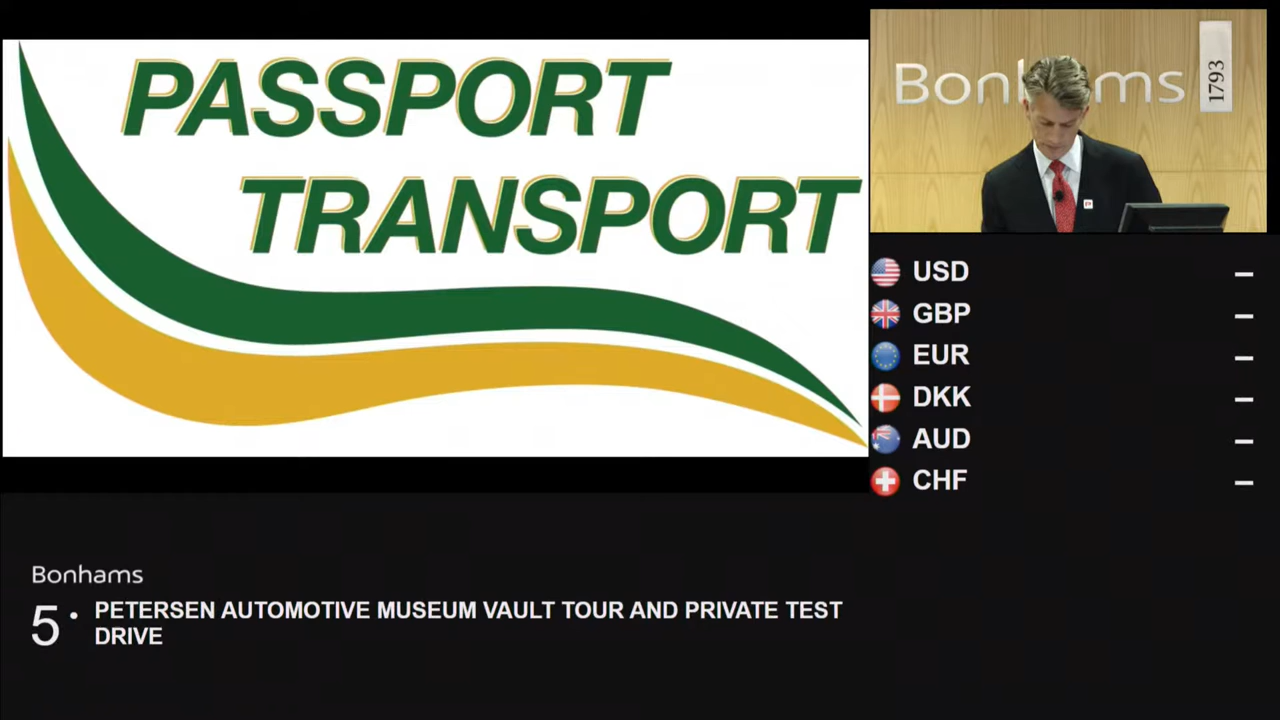 PASSPORT
TRANSPORT
Bonhams
1793
USD –
GBP –
EUR –
DKK –
AUD –
CHF –
Bonhams
5• PETERSEN AUTOMOTIVE MUSEUM VAULT TOUR AND PRIVATE TEST
DRIVE